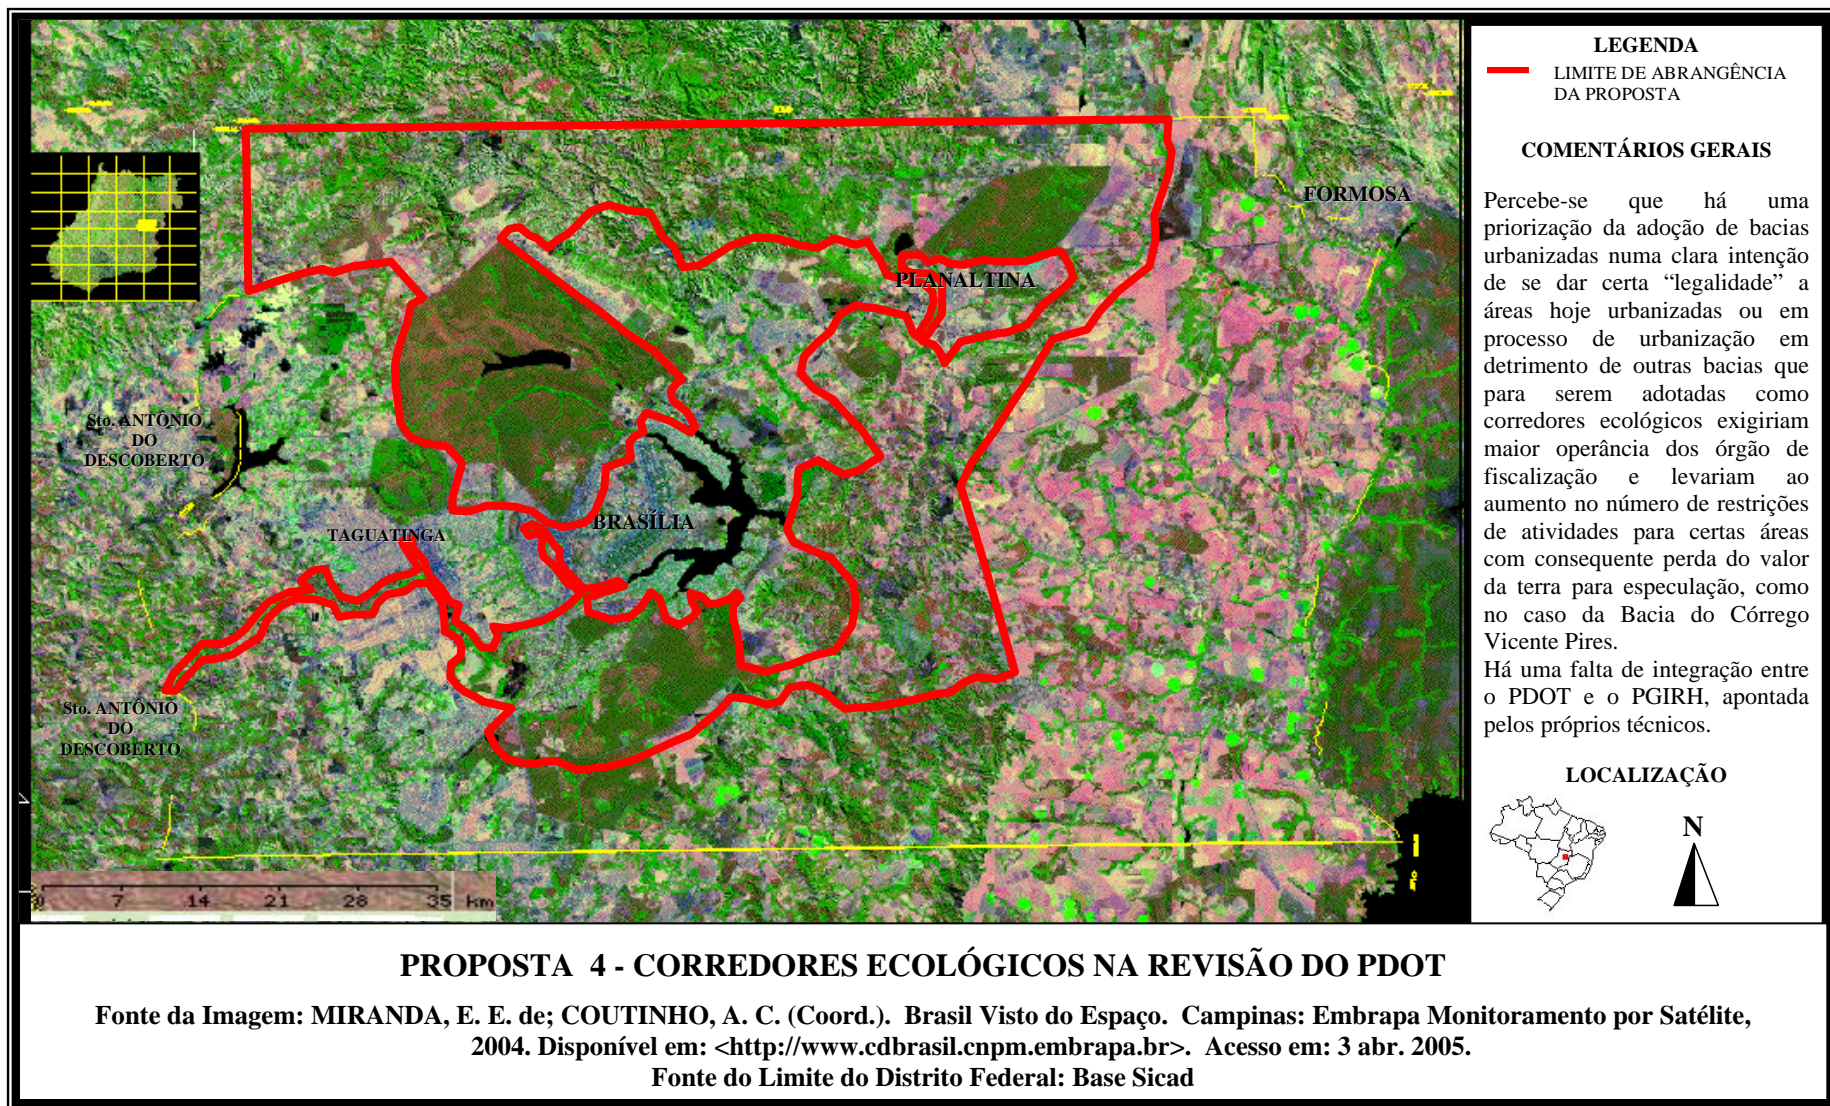 FORMOSA
PLANALTINA
Sto. ANTÔNIO
DO
DESCOBERTO
BRASÍLIA
TAGUATINGA
Sto. ANTÔNIO
DO
DESCOBERTO
7 14 21 28 35 km
LEGENDA
LIMITE DE ABRANGÊNCIA
DA PROPOSTA
COMENTÁRIOS GERAIS
Percebe-se que há uma
priorização da adoção de bacias
urbanizadas numa clara intenção
de se dar certa “legalidade” a
áreas hoje urbanizadas ou em
processo de urbanização em
detrimento de outras bacias que
para serem adotadas como
corredores ecológicos exigiriam
maior operância dos órgão de
fiscalização e levariam ao
aumento no número de restrições
de atividades para certas áreas
com consequente perda do valor
da terra para especulação, como
no caso da Bacia do Córrego
Vicente Pires.
Há uma falta de integração entre
o PDOT e o PGIRH, apontada
pelos próprios técnicos.
LOCALIZAÇÃO
N
PROPOSTA 4 - CORREDORES ECOLÓGICOS NA REVISÃO DO PDOT
Fonte da Imagem: MIRANDA, E. E. de; COUTINHO, A. C. (Coord.). Brasil Visto do Espaço. Campinas: Embrapa Monitoramento por Satélite,
2004. Disponível em: <http://www.cdbrasil.cnpm.embrapa.br>. Acesso em: 3 abr. 2005.
Fonte do Limite do Distrito Federal: Base Sicad